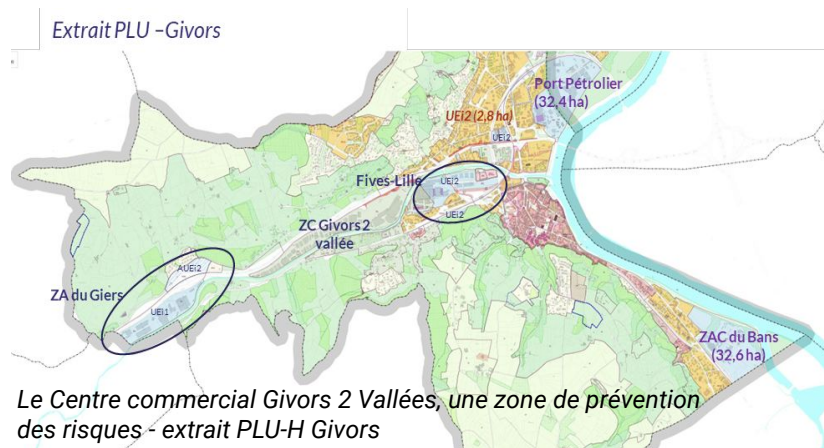 Extrait PLU –Givors
Port Pétrolier
(32,4 ha)
UEi2 (2,8 ha)
UEi2
Fives-Lille
UEi2
UEi2
ZC Givors 2
vallée
AUEi2
ZA du Giers
UEi1
ZAC du Bans
(32,6 ha)
Le Centre commercial Givors 2 Vallées, une zone de prévention
des risques - extrait PLU-H Givors